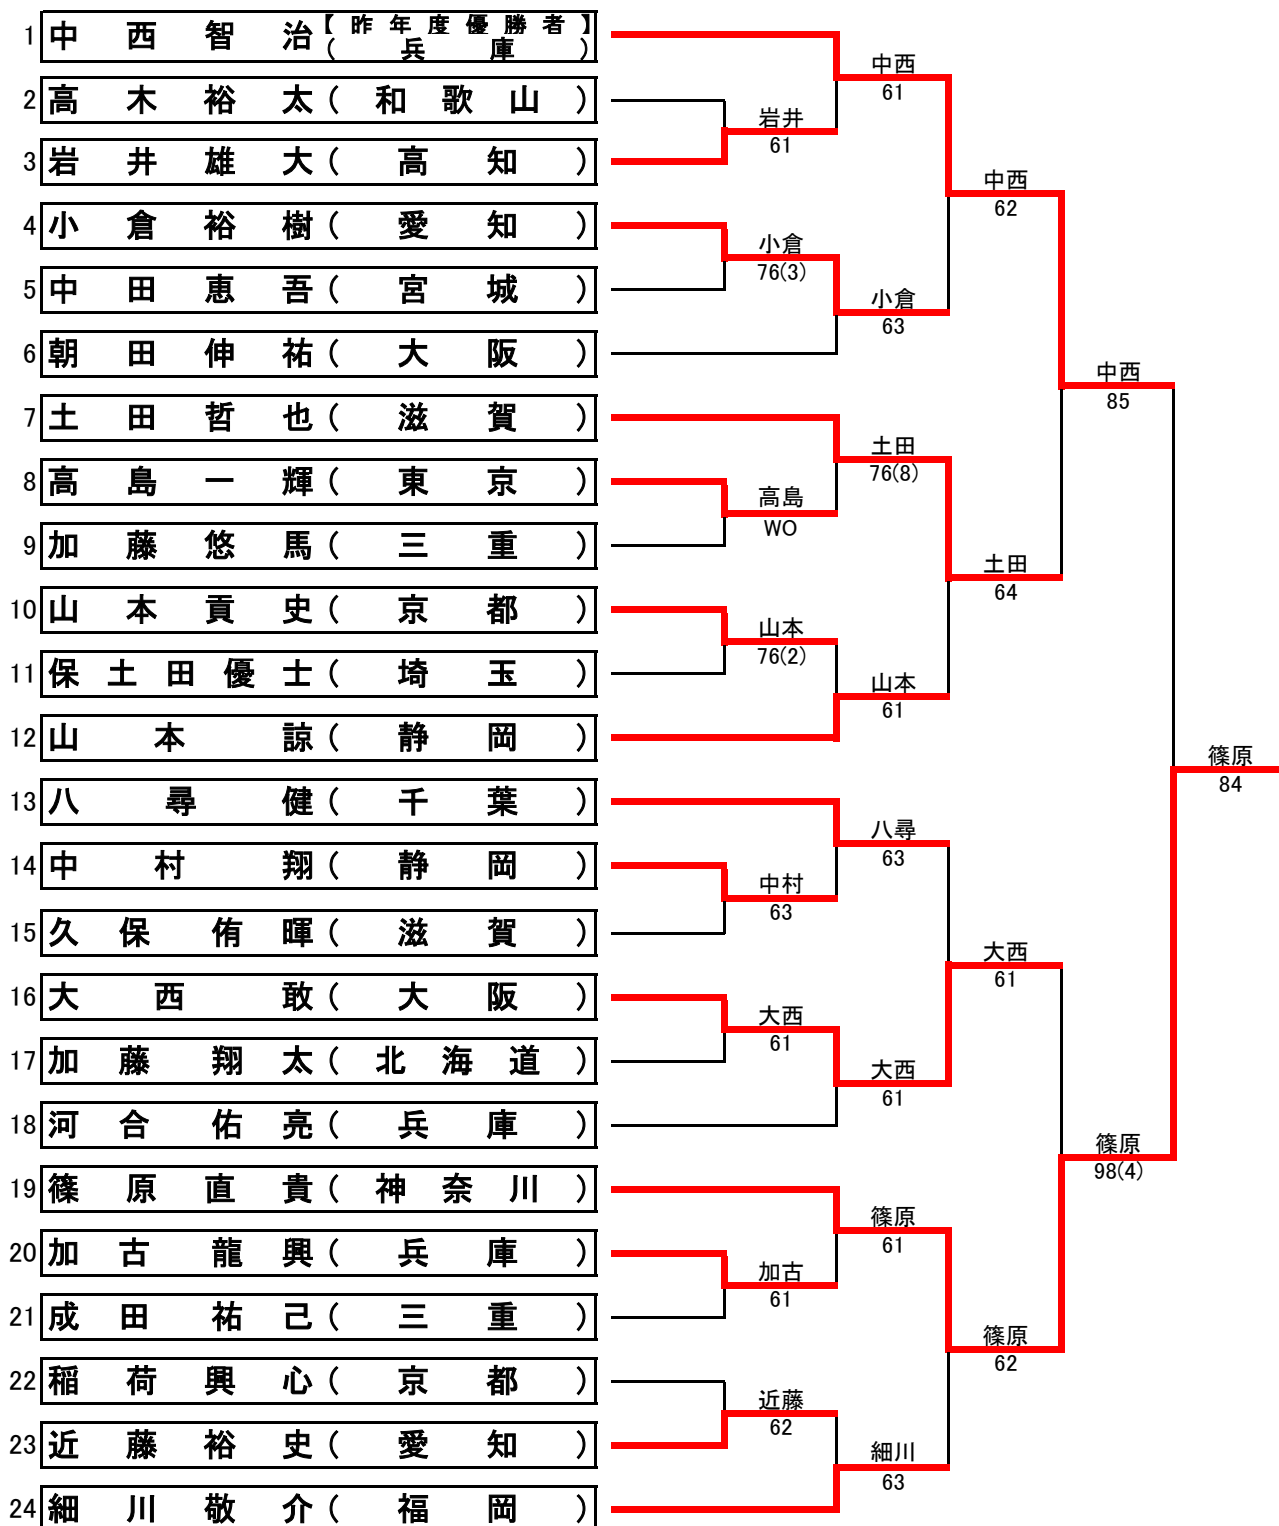 1 中西智治【昨年度優勝者】(兵庫)
2 高木裕太(和歌山)
3 岩井雄大(高知)
4 小倉裕樹(愛知)
5 中田恵吾(宮城)
6 朝田伸祐(大阪)
7 土田哲也(滋賀)
8 高島一輝(東京)
9 加藤悠馬(三重)
10 山本貢史(京都)
11 保土田優士(埼玉)
12 山本諒(静岡)
13 八尋健(千葉)
14 中村翔(静岡)
15 久保侑暉(滋賀)
16 大西敢(大阪)
17 加藤翔太(北海道)
18 河合佑亮(兵庫)
19 篠原直貴(神奈川)
20 加古龍興(兵庫)
21 成田祐己(三重)
22 稲荷興心(京都)
23 近藤裕史(愛知)
24 細川敬介(福岡)
岩井
61
小倉
76(3)
高島
WO
山本
76(2)
中村
63
大西
61
加古
61
近藤
62
中西
61
小倉
63
土田
76(8)
山本
61
八尋
63
大西
61
篠原
61
細川
63
中西
62
土田
64
大西
61
篠原
62
中西
85
篠原
98(4)
篠原
84